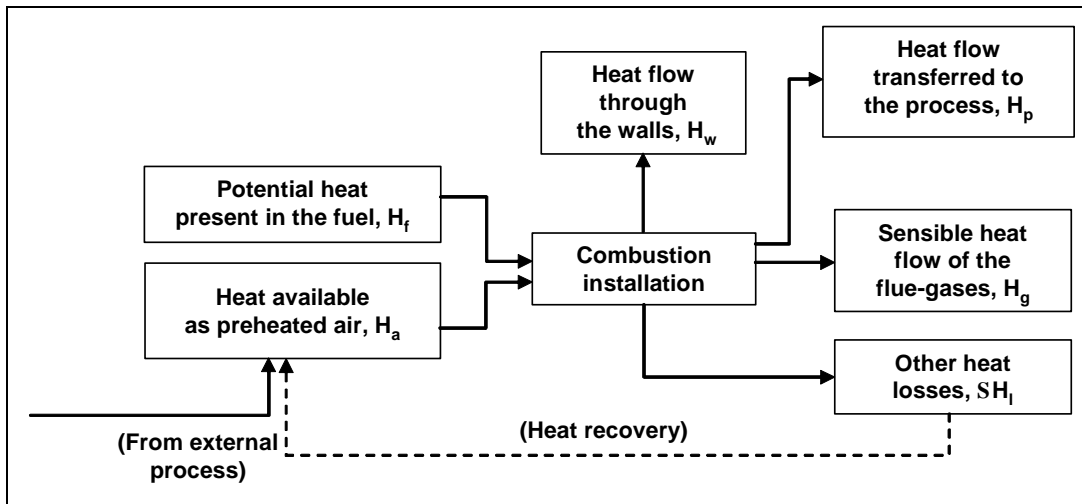 Heat flow
through
the walls, Hw
Heat flow
transferred to
the process, Hp
Potential heat
present in the fuel, Hf
Combustion
installation
Sensible heat
flow of the
flue-gases, Hg
Heat available
as preheated air, Ha
Other heat
losses, SHl
(From external
process)
(Heat recovery)